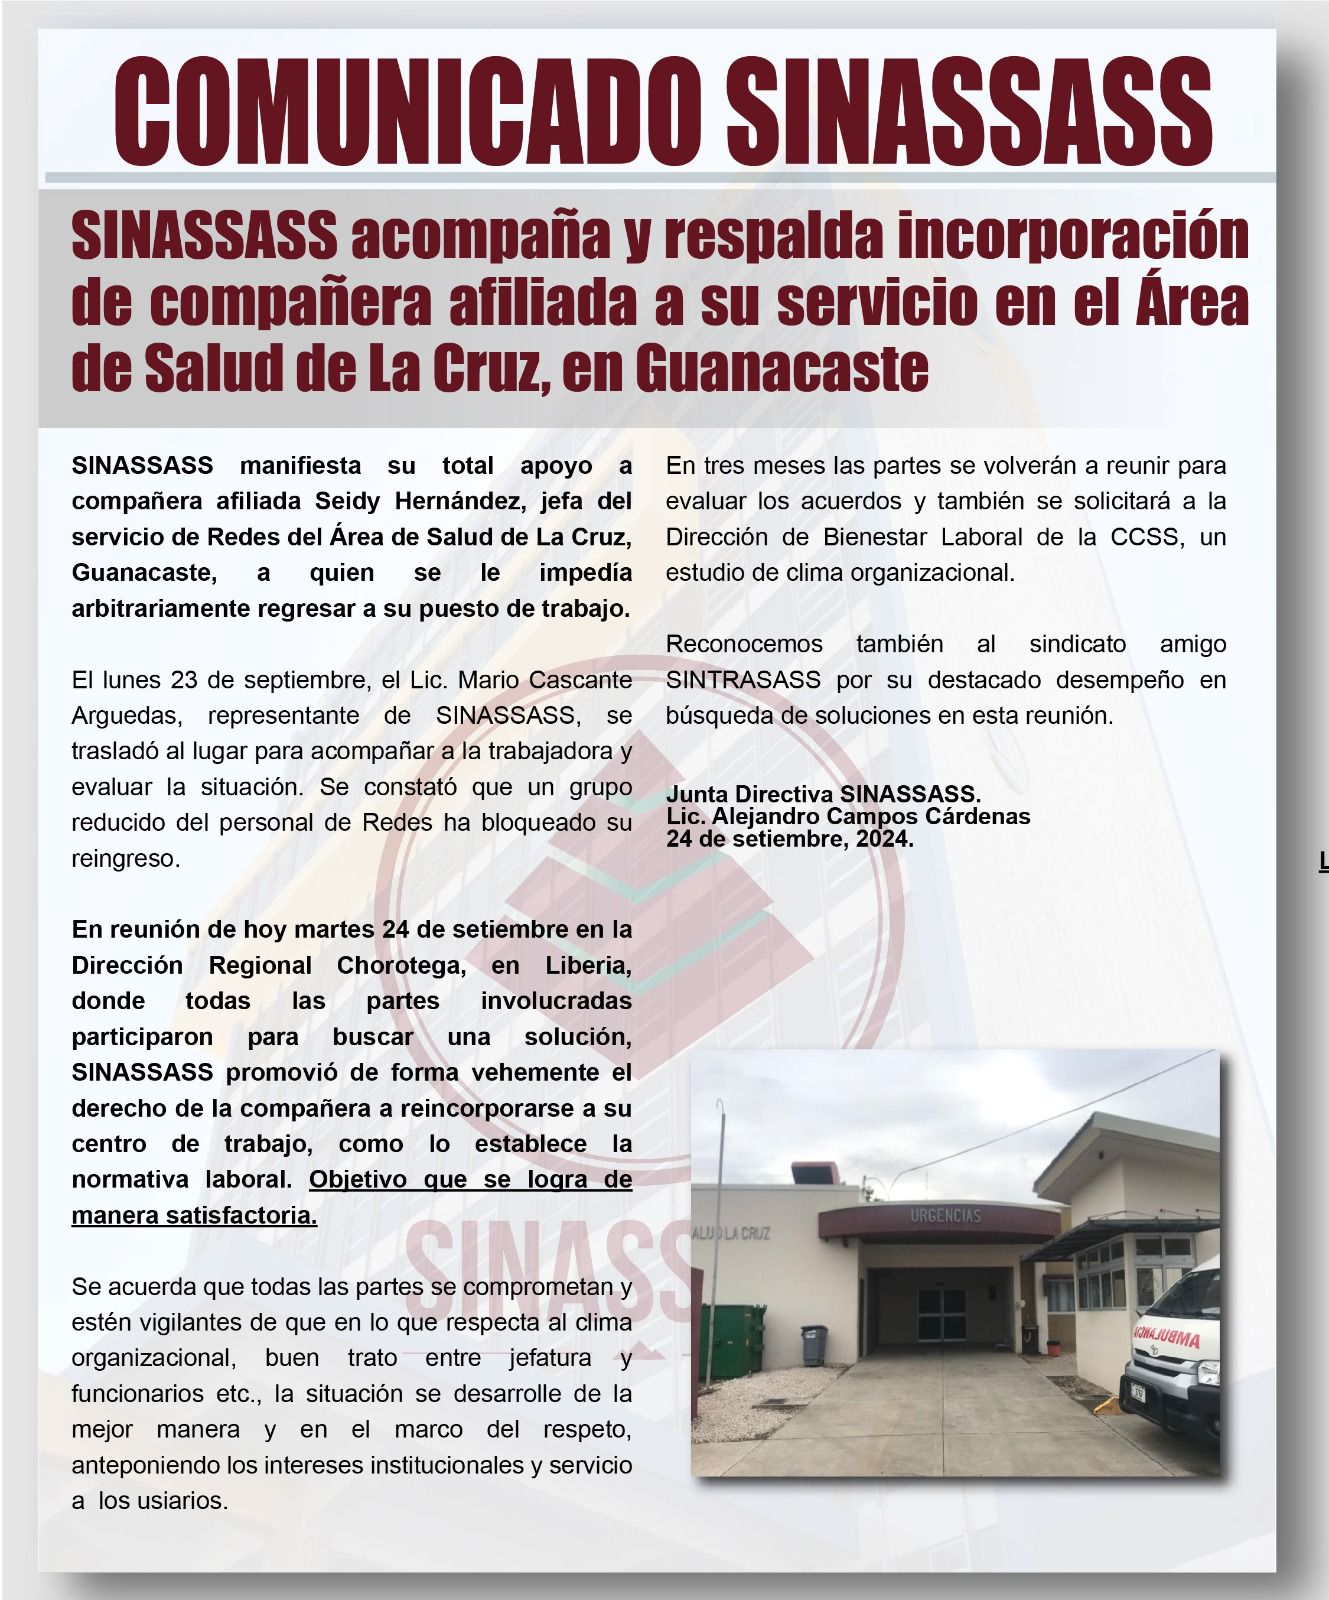 COMUNICADO SINASSASS
SINASSASS acompaña y respalda incorporación
de compañera afiliada a su servicio en el Área
de Salud de La Cruz, en Guanacaste
SINASSASS manifiesta su total apoyo a
compañera afiliada Seidy Hernández, jefa del
servicio de Redes del Área de Salud de La Cruz,
Guanacaste, a quien se le impedía
arbitrariamente regresar a su puesto de trabajo.
El lunes 23 de septiembre, el Lic. Mario Cascante
Arguedas, representante de SINASSASS, se
trasladó al lugar para acompañar a la trabajadora y
evaluar la situación. Se constató que un grupo
reducido del personal de Redes ha bloqueado su
reingreso.
En reunión de hoy martes 24 de setiembre en la
Dirección Regional Chorotega, en Liberia,
donde todas las partes involucradas
participaron para buscar una solución,
SINASSASS promovió de forma vehemente el
derecho de la compañera a reincorporarse a su
centro de trabajo, como lo establece la
normativa laboral. Objetivo que se logra de
manera satisfactoria.
Se acuerda que todas las partes se comprometan y
estén vigilantes de que en lo que respecta al clima
organizacional, buen trato entre jefatura y
funcionarios etc., la situación se desarrolle de la
mejor manera y en el marco del respeto,
anteponiendo los intereses institucionales y servicio
a los usiarios.
En tres meses las partes se volverán a reunir para
evaluar los acuerdos y también se solicitará a la
Dirección de Bienestar Laboral de la CCSS, un
estudio de clima organizacional.
Reconocemos también al sindicato amigo
SINTRASASS por su destacado desempeño en
búsqueda de soluciones en esta reunión.
Junta Directiva SINASSASS.
Lic. Alejandro Campos Cárdenas
24 de setiembre, 2024.
L
SINASS
URGENCIAS
SALUD LA CRUZ
AMBULANCIA